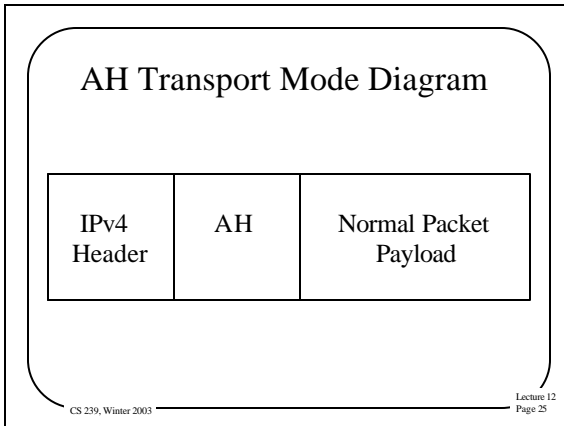 AH Transport Mode Diagram
IPv4
Header
AH
Normal Packet
Payload
CS 239, Winter 2003
Lecture 12
Page 25